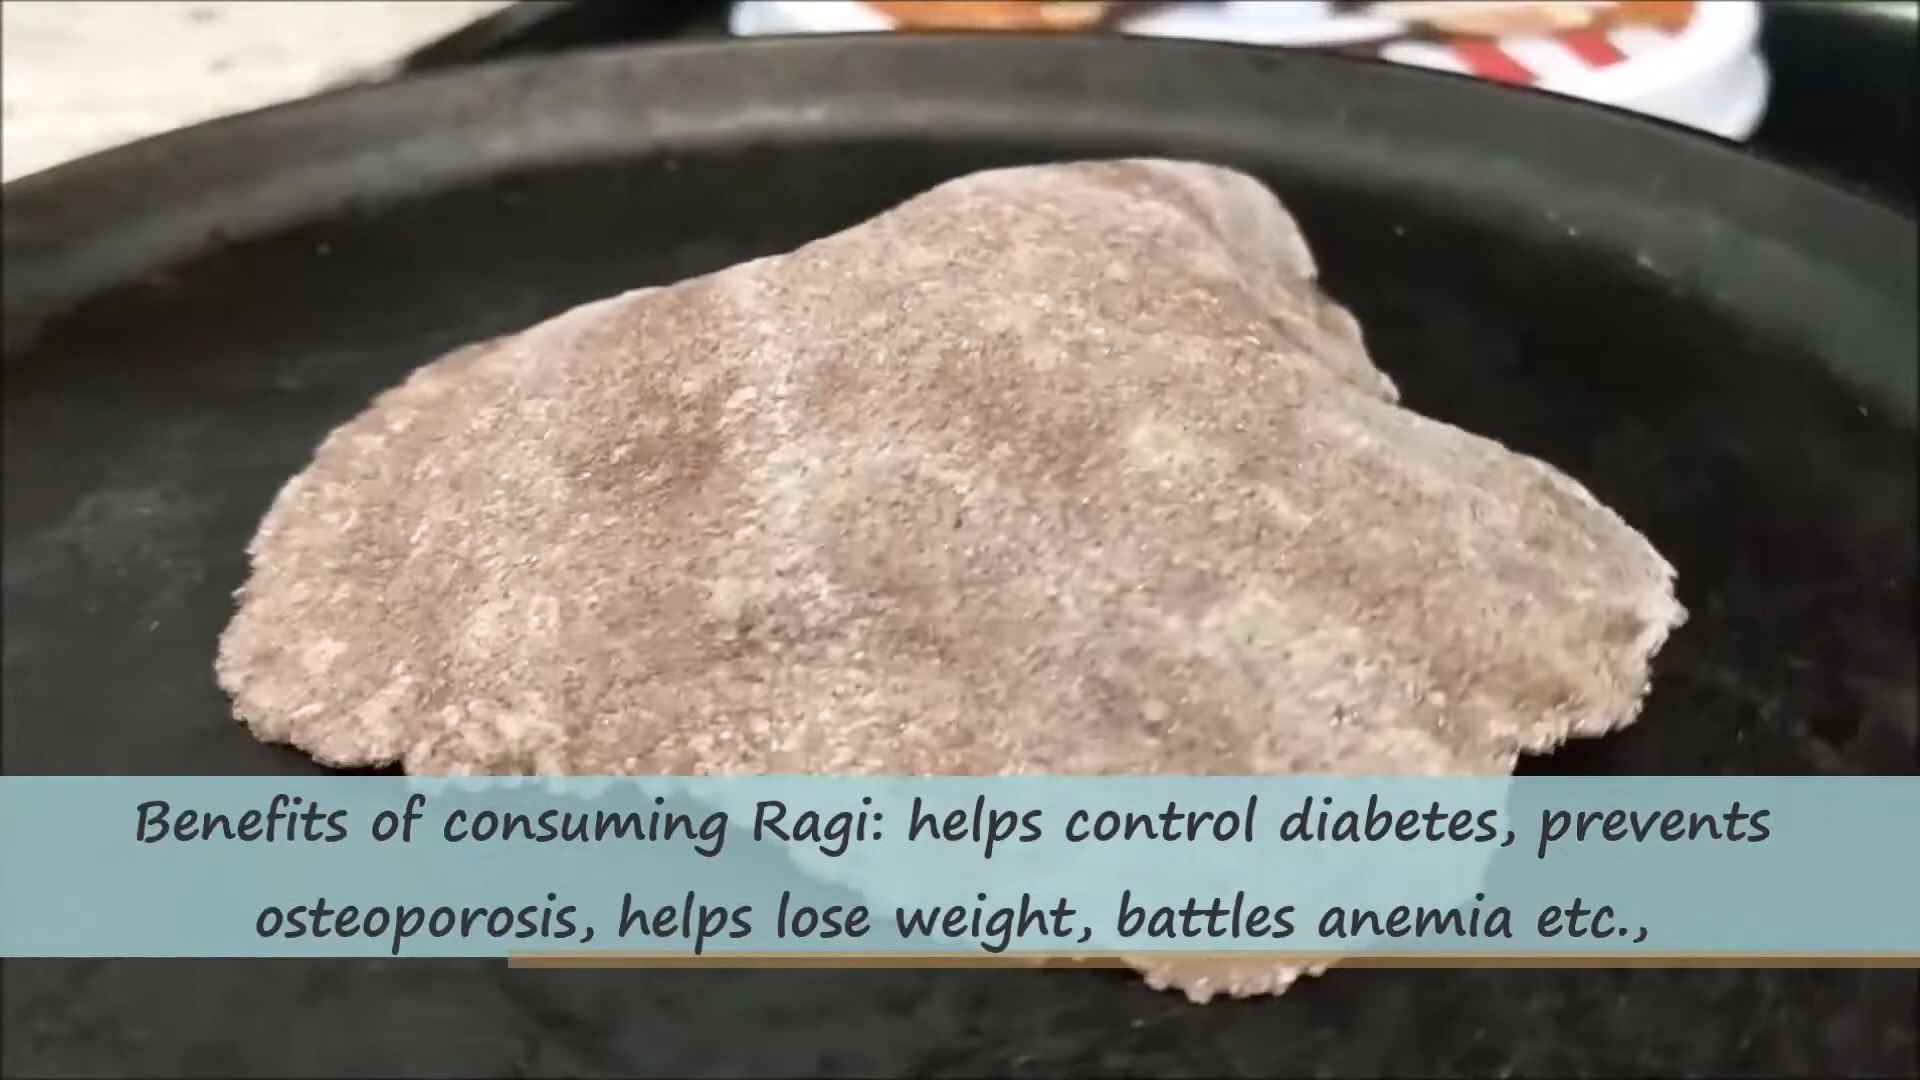 Benefits of consuming Ragi: helps control diabetes, prevents
osteoporosis, helps lose weight, battles anemia etc.,